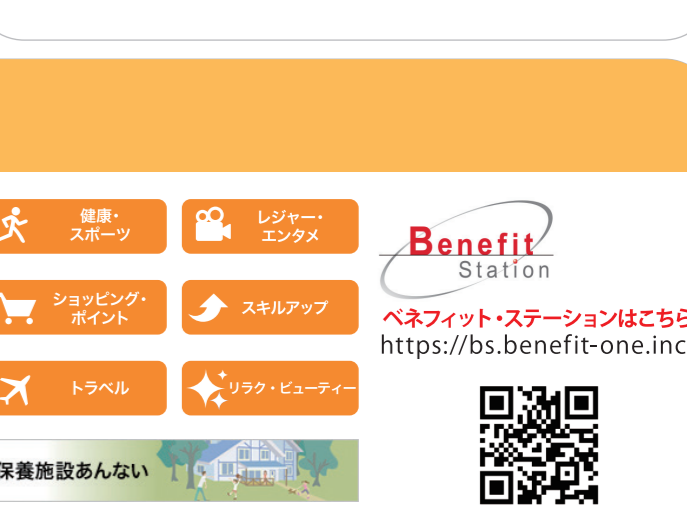 健康・
スポーツ
レジャー・
エンタメ
ショッピング・
ポイント
スキルアップ
トラベル
リラク・ビューティー
保養施設あんない
Benefit
Station
ベネフィット・ステーションはこちら
https://bs.benefit-one.inc